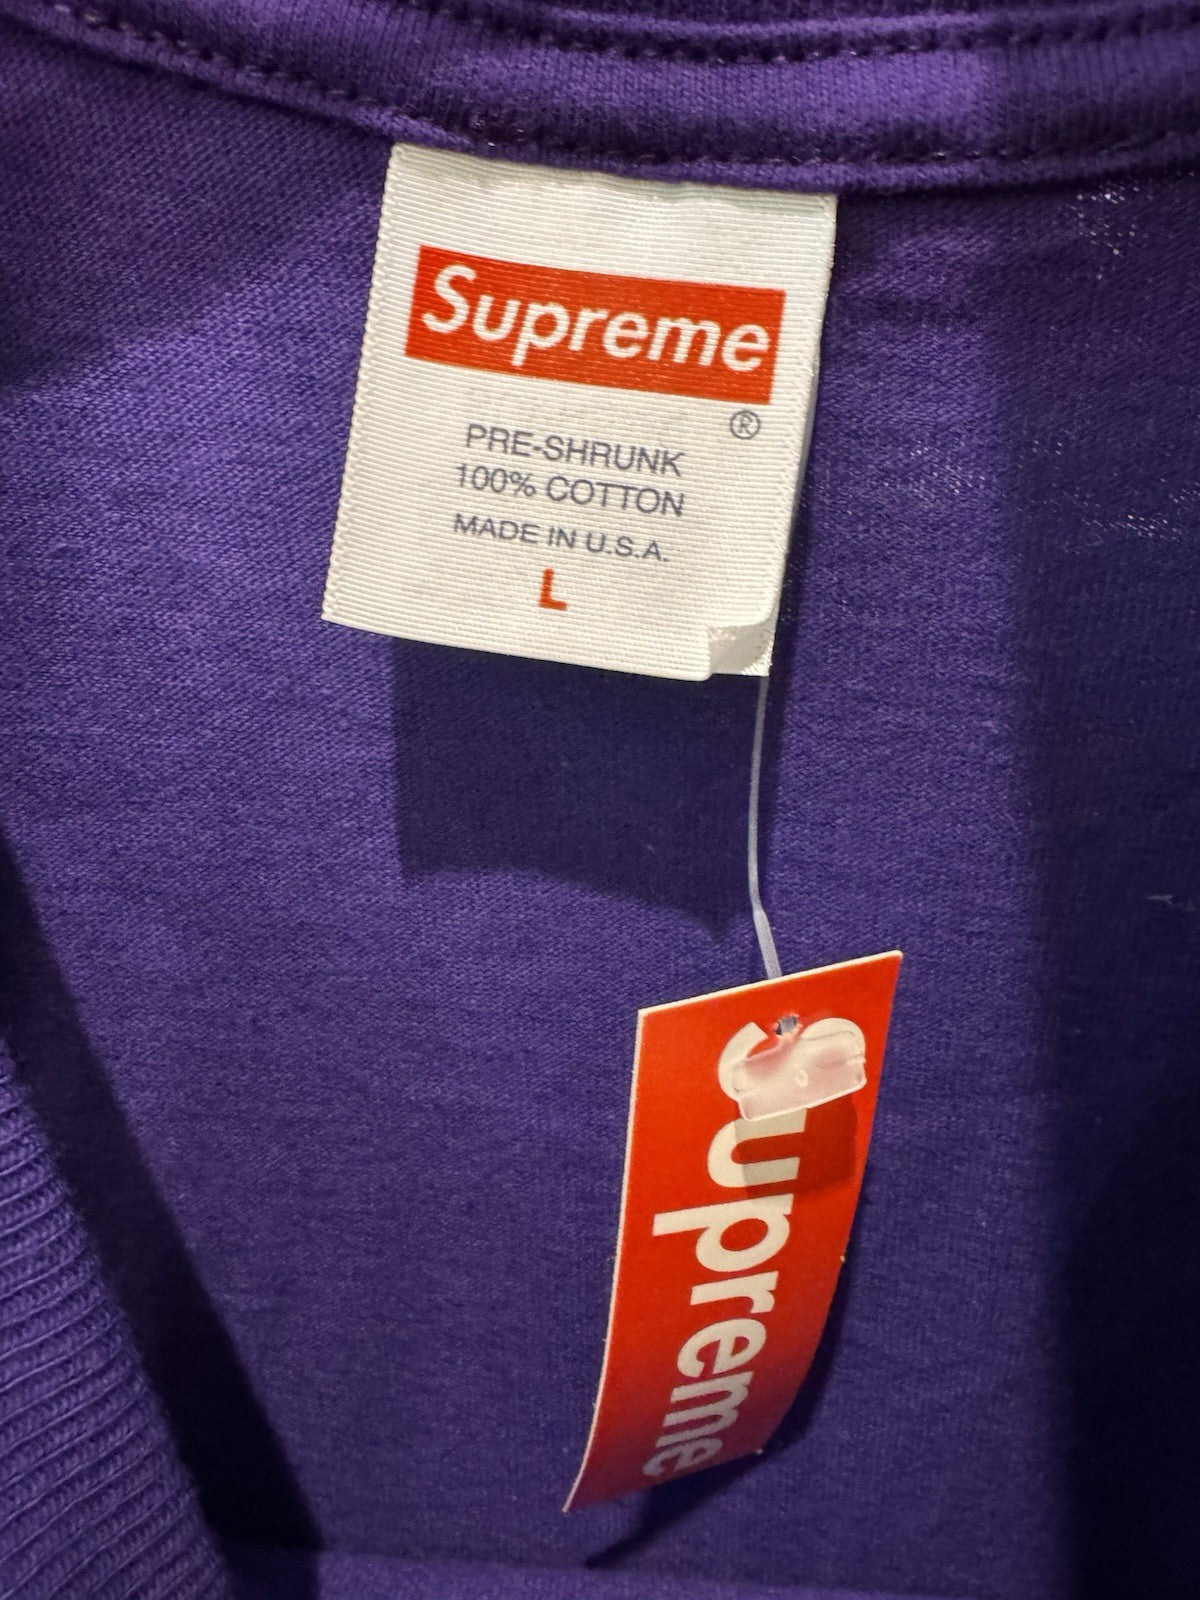 Supreme
®
PRE-SHRUNK
100% COTTON
MADE IN U.S.A.
L
Supreme